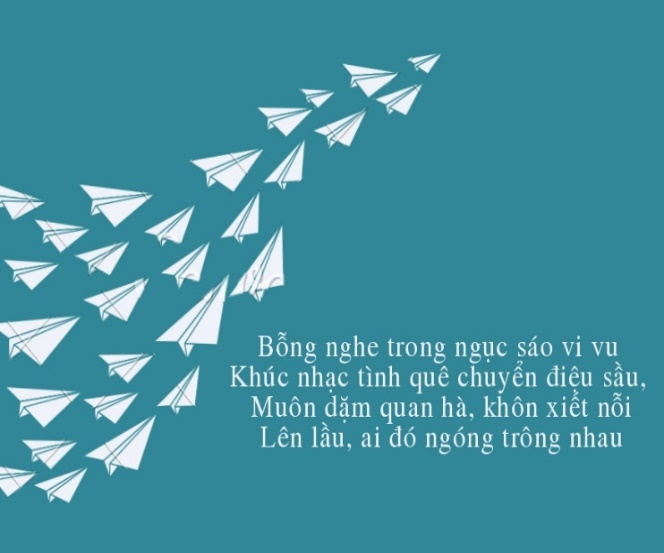 Bỗng nghe trong ngục sáo vi vu
Khúc nhạc tình quê chuyển điệu sầu,
Muôn dặm quan hà, khôn xiết nỗi
Lên lầu, ai đó ngóng trông nhau